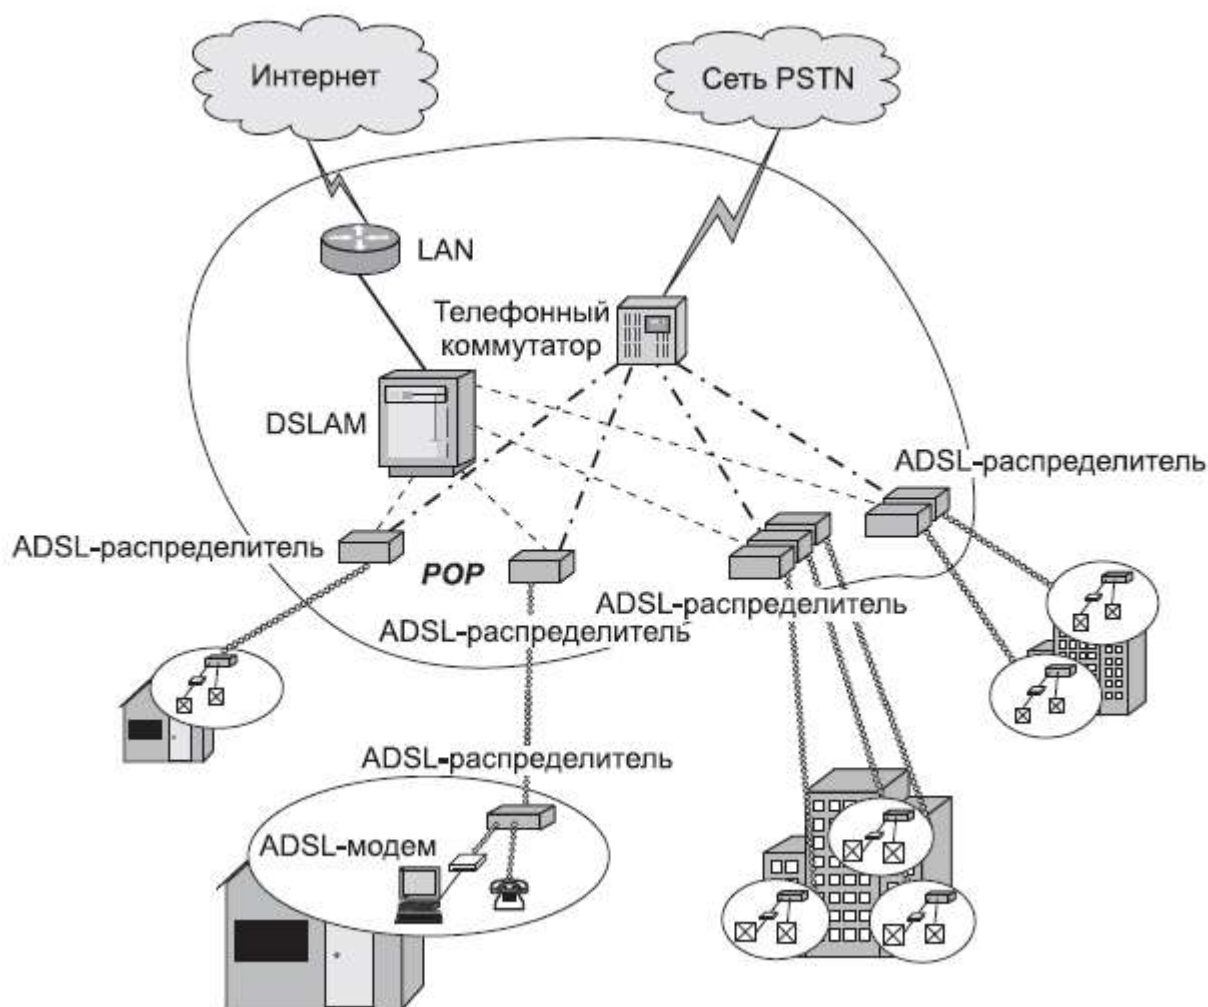 Интернет
Сеть PSTN
LAN
Телефонный
коммутатор
DSLAM
ADSL-распределитель
ADSL-распределитель
POP
ADSL-распределитель
ADSL-распределитель
ADSL-распределитель
ADSL-модем